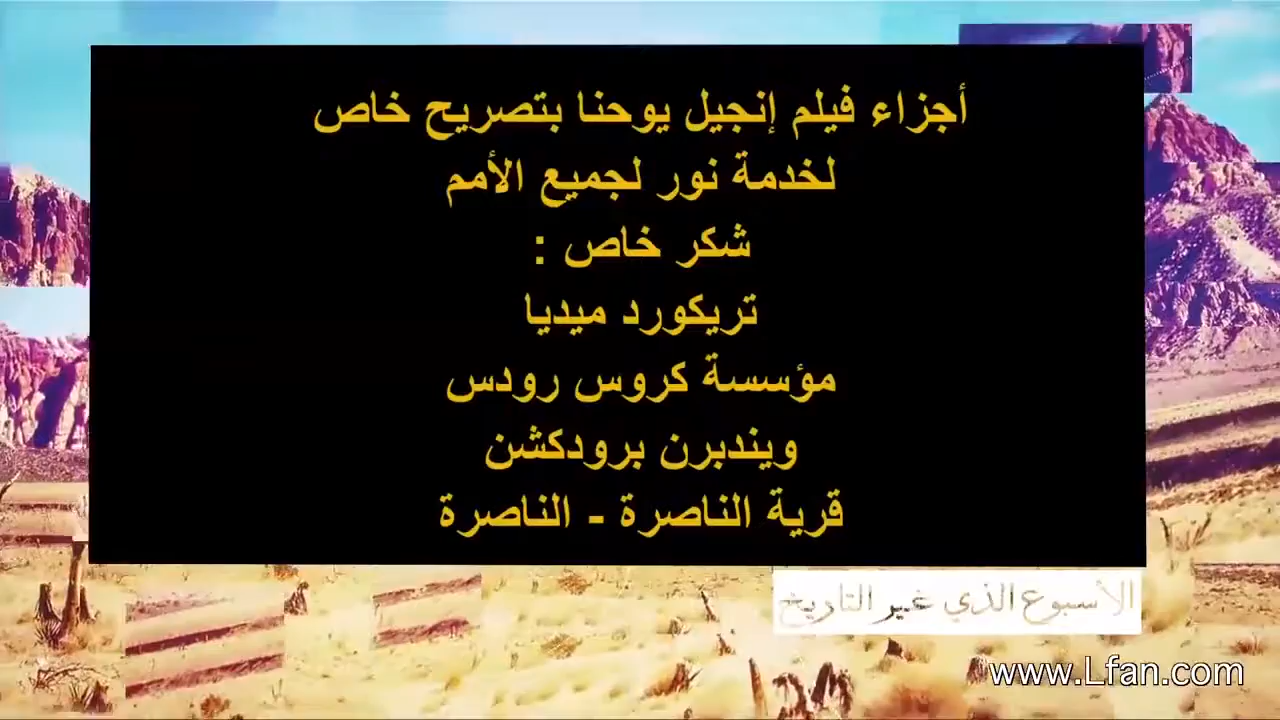 أجزاء فيلم إنجيل يوحنا بتصريح خاص
لخدمة نور لجميع الأمم
شكر خاص :
تريكورد ميديا
مؤسسة كروس رودس
ويندبرن برودكشن
قرية الناصرة - الناصرة
الأسبوع الذي غير التاريخ
www.Lfan.com